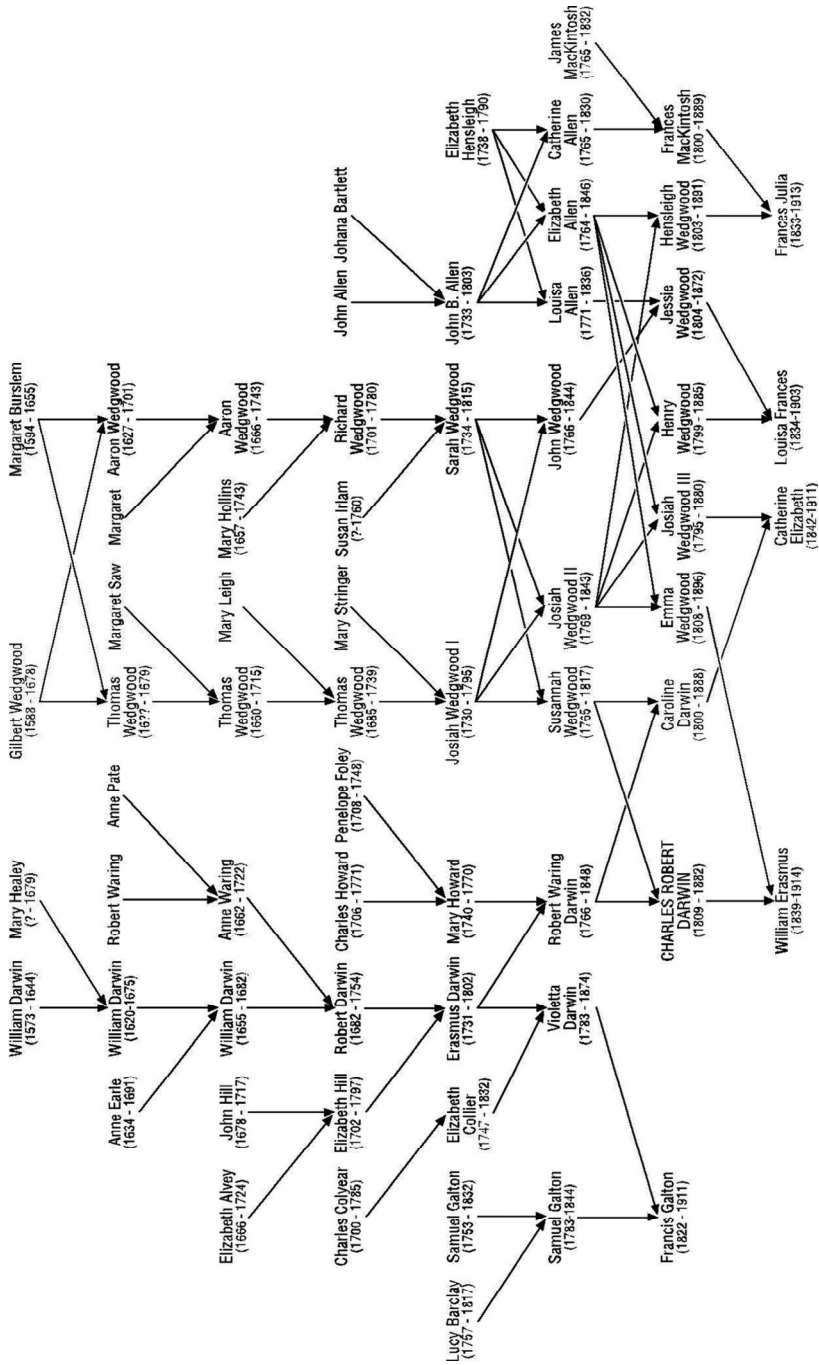 William Darwin
(1573 - 1644)
Mary Healey
(? - 1679)
Gilbert Wedgwood
(1588 - 1678)
Margaret Burslem
(1594 - 1655)
Anne Earle
(1634 - 1691)
William Darwin
(1620-1675)
Robert Waring
Anne Pate
Thomas
Wedgwood
(16?? - 1679)
Margaret Saw
Margaret
Aaron Wedgwood
(1627 - 1701)
Elizabeth Alvey
(1666 - 1724)
John Hill
(1678 - 1717)
William Darwin
(1655 - 1682)
Anne Waring
(1662 - 1722)
Thomas
Wedgwood
(1660 - 1715)
Mary Leigh
Mary Hollins
(1657 - 1743)
Aaron
Wedgwood
(1666 - 1743)
Charles Colyear
(1700 - 1785)
Elizabeth Hill
(1702 - 1797)
Robert Darwin
(1682 - 1754)
Charles Howard
(1706 - 1771)
Penelope Foley
(1708 - 1748)
Thomas
Wedgwood
(1685 - 1739)
Mary Stringer
Susan Irlam
(?-1760)
Richard
Wedgwood
(1701 - 1780)
John Allen
Johana Bartlett
Lucy Barclay
(1757 - 1817)
Samuel Galton
(1753 - 1832)
Elizabeth
Collier
(1747 - 1832)
Erasmus Darwin
(1731 - 1802)
Mary Howard
(1740 - 1770)
Josiah Wedgwood I
(1730 - 1795)
Sarah Wedgwood
(1734 - 1815)
John B. Allen
(1733 - 1803)
Elizabeth
Hensleigh
(1738 - 1790)
Samuel Galton
(1783-1844)
Violetta
Darwin
(1783 - 1874)
Robert Waring
Darwin
(1766 - 1848)
Susannah
Wedgwood
(1765 - 1817)
Josiah
Wedgwood II
(1769 - 1843)
John Wedgwood
(1766 - 1844)
Louisa
Allen
(1771 - 1836)
Elizabeth
Allen
(1764 - 1846)
Catherine
Allen
(1765 - 1830)
James
MacKintosh
(1765 - 1832)
Francis Galton
(1822 - 1911)
CHARLES ROBERT
DARWIN
(1809 - 1882)
Caroline
Darwin
(1800 - 1888)
Emma
Wedgwood
(1808 - 1896)
Josiah
Wedgwood III
(1795 - 1880)
Henry
Wedgwood
(1799 - 1885)
Jessie
Wedgwood
(1804 - 1872)
Hensleigh
Wedgwood
(1803 - 1891)
Frances
MacKintosh
(1800 - 1889)
William Erasmus
(1839-1914)
Catherine
Elizabeth
(1842-1911)
Louisa Frances
(1834-1903)
Frances Julia
(1833-1913)